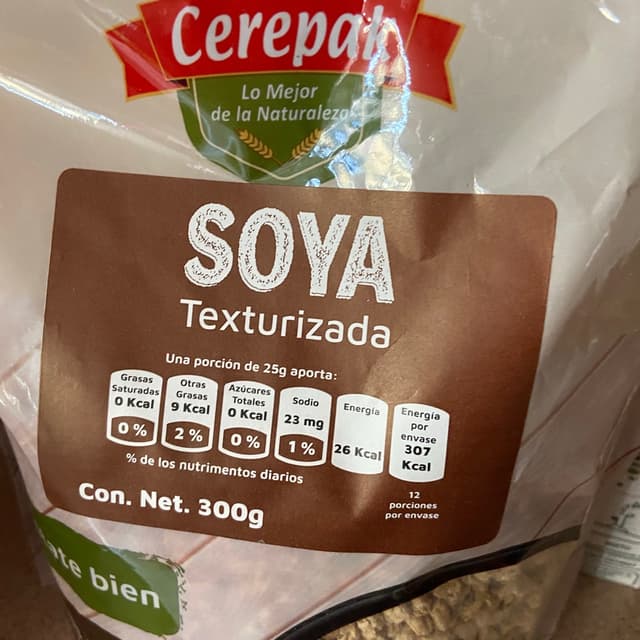 Cerepak
Lo Mejor
de la Naturaleza
SOYA
Texturizada
Una porción de 25g aporta:
Grasas
Saturadas
0 Kcal
0 %
Otras
Grasas
9 Kcal
2 %
Azúcares
Totales
0 Kcal
0 %
Sodio
23 mg
1 %
Energía
26 Kcal
Energía
por
envase
307
Kcal
% de los nutrimentos diarios
12
porciones
por envase
Con. Net. 300g
bien